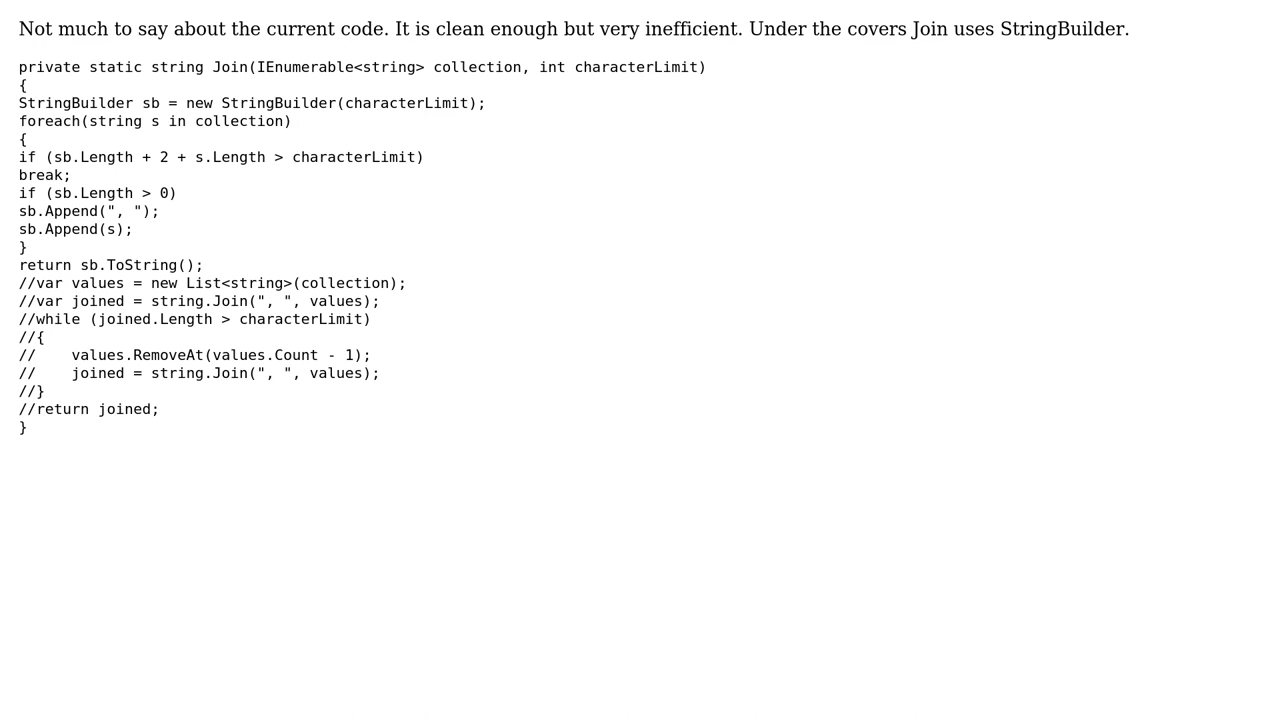 Not much to say about the current code. It is clean enough but very inefficient. Under the covers Join uses StringBuilder.
private static string Join(IEnumerable<string> collection, int characterLimit)
{
StringBuilder sb = new StringBuilder(characterLimit);
foreach(string s in collection)
{
if (sb.Length + 2 + s.Length > characterLimit)
break;
if (sb.Length > 0)
sb.Append(", ");
sb.Append(s);
}
return sb.ToString();
//var values = new List<string>(collection);
//var joined = string.Join(", ", values);
//while (joined.Length > characterLimit)
//{
//    values.RemoveAt(values.Count - 1);
//    joined = string.Join(", ", values);
//}
//return joined;
}